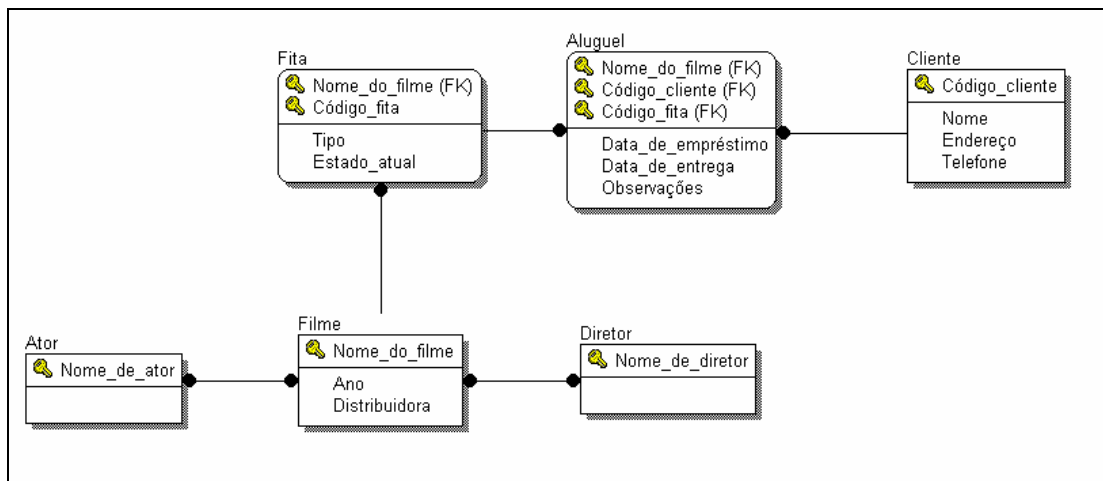 Fita
Nome_do_filme (FK)
Código_fita
Tipo
Estado_atual
Aluguel
Nome_do_filme (FK)
Código_cliente (FK)
Código_fita (FK)
Data_de_empréstimo
Data_de_entrega
Observações
Cliente
Código_cliente
Nome
Endereço
Telefone
Ator
Nome_de_ator
Filme
Nome_do_filme
Ano
Distribuidora
Diretor
Nome_de_diretor